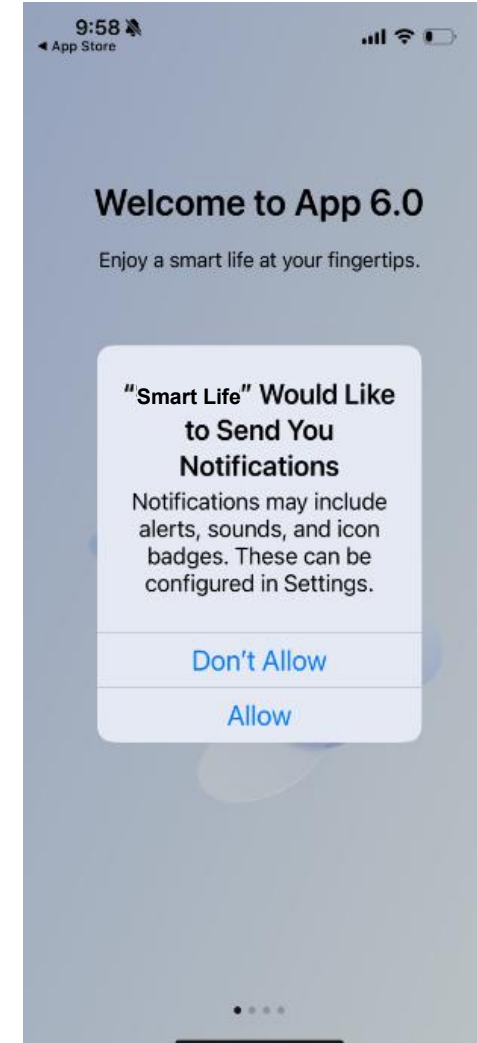 9:58
◀ App Store
Welcome to App 6.0
Enjoy a smart life at your fingertips.
“Smart Life” Would Like
to Send You
Notifications
Notifications may include
alerts, sounds, and icon
badges. These can be
configured in Settings.
Don’t Allow
Allow